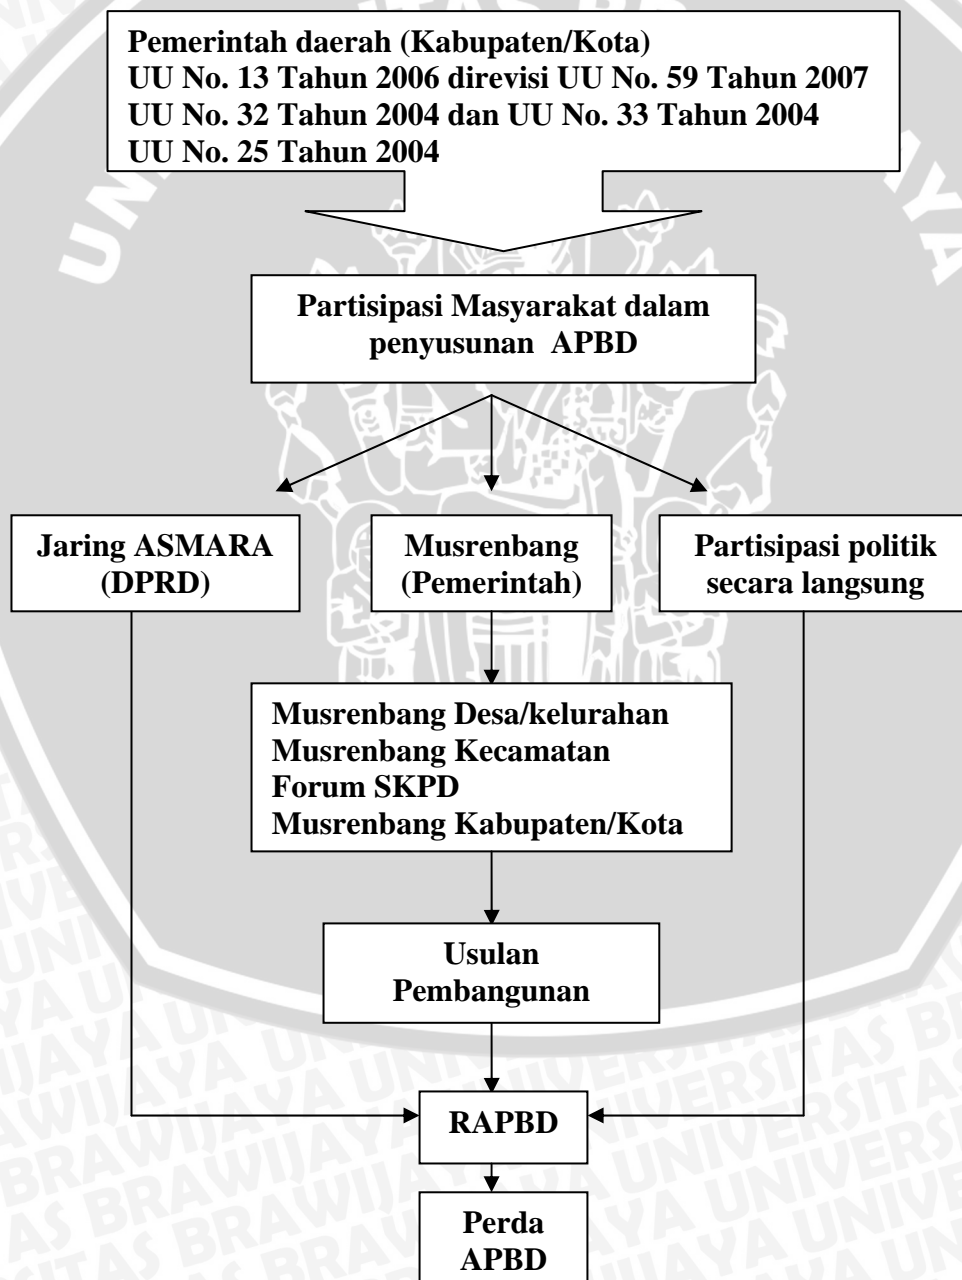 Pemerintah daerah (Kabupaten/Kota)
UU No. 13 Tahun 2006 direvisi UU No. 59 Tahun 2007
UU No. 32 Tahun 2004 dan UU No. 33 Tahun 2004
UU No. 25 Tahun 2004
Partisipasi Masyarakat dalam
penyusunan APBD
Jaring ASMARA
(DPRD)
Musrenbang
(Pemerintah)
Partisipasi politik
secara langsung
Musrenbang Desa/kelurahan
Musrenbang Kecamatan
Forum SKPD
Musrenbang Kabupaten/Kota
Usulan
Pembangunan
RAPBD
Perda
APBD